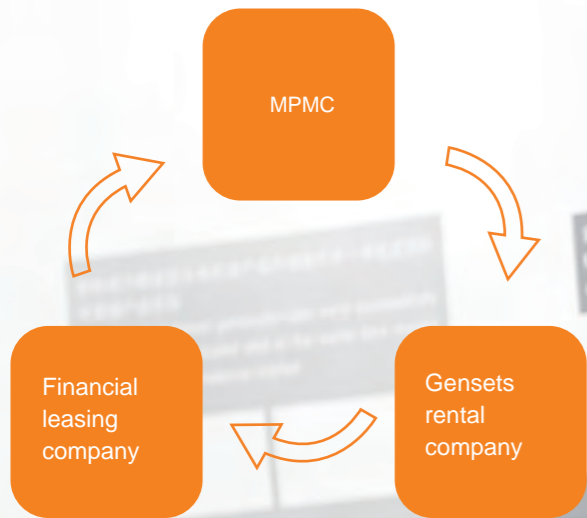 MPMC
Financial
leasing
company
Gensets
rental
company